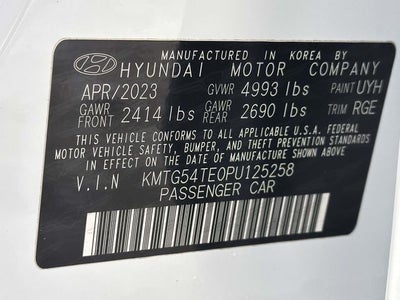 MANUFACTURED IN KOREA BY
HYUNDAI MOTOR COMPANY
APR/2023 GVWR 4993 lbs PAINT UYH
GAWR FRONT 2414 lbs GAWR REAR 2690 lbs TRIM RGE
THIS VEHICLE CONFORMS TO ALL APPLICABLE U.S.A. FEDERAL
MOTOR VEHICLE SAFETY, BUMPER, AND THEFT PREVENTION STANDARDS
IN EFFECT ON THE DATE OF MANUFACTURE SHOWN ABOVE.
V.I.N KMTG54TE0PU125258
PASSENGER CAR